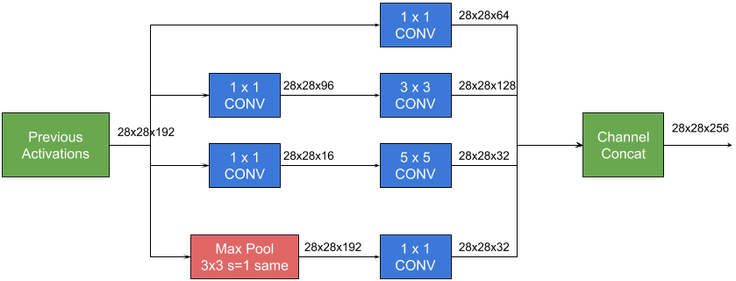 1 x 1
CONV
28x28x64
1 x 1
CONV
28x28x96
3 x 3
CONV
28x28x128
Previous
Activations
28x28x192
1 x 1
CONV
28x28x16
5 x 5
CONV
28x28x32
Channel
Concat
28x28x256
Max Pool
3x3 s=1 same
28x28x192
1 x 1
CONV
28x28x32